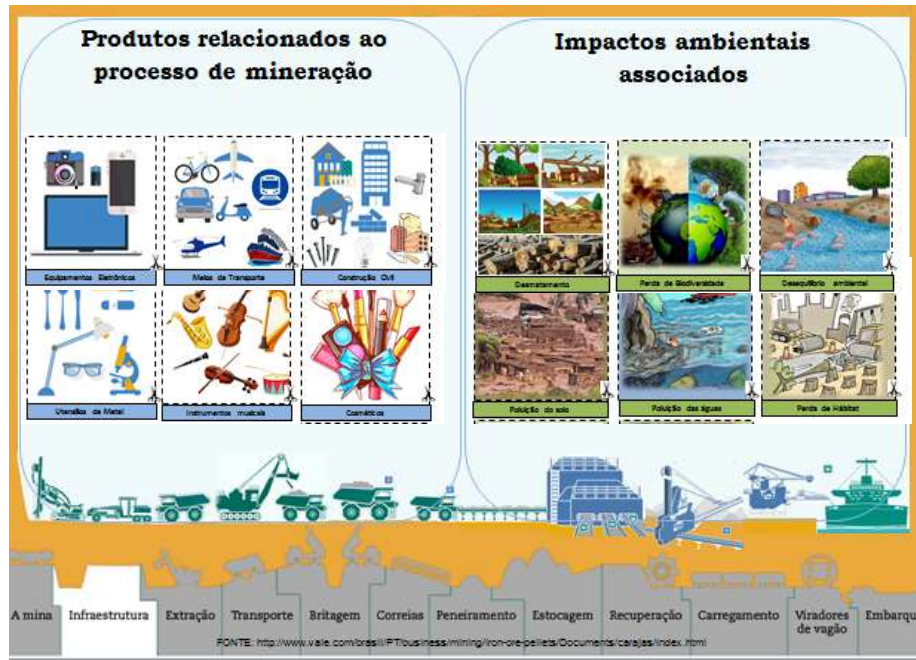 Produtos relacionados ao
processo de mineração
Impactos ambientais
associados
Equipamentos Eletrônicos
Meios de Transporte
Construção Civil
Utensílios de Metal
Instrumentos musicais
Cosméticos
Desmatamento
Perda de Biodiversidade
Desequilíbrio ambiental
Poluição do solo
Poluição das águas
Perda de Hábitat
A mina
Infraestrutura
Extração
Transporte
Britagem
Correias
Peneiramento
Estocagem
Recuperação
Carregamento
Viradores
de vagão
Embarqu
FONTE: http://www.vale.com/brasil/PT/business/mining/iron-ore-pellets/Documents/carajas/index.html